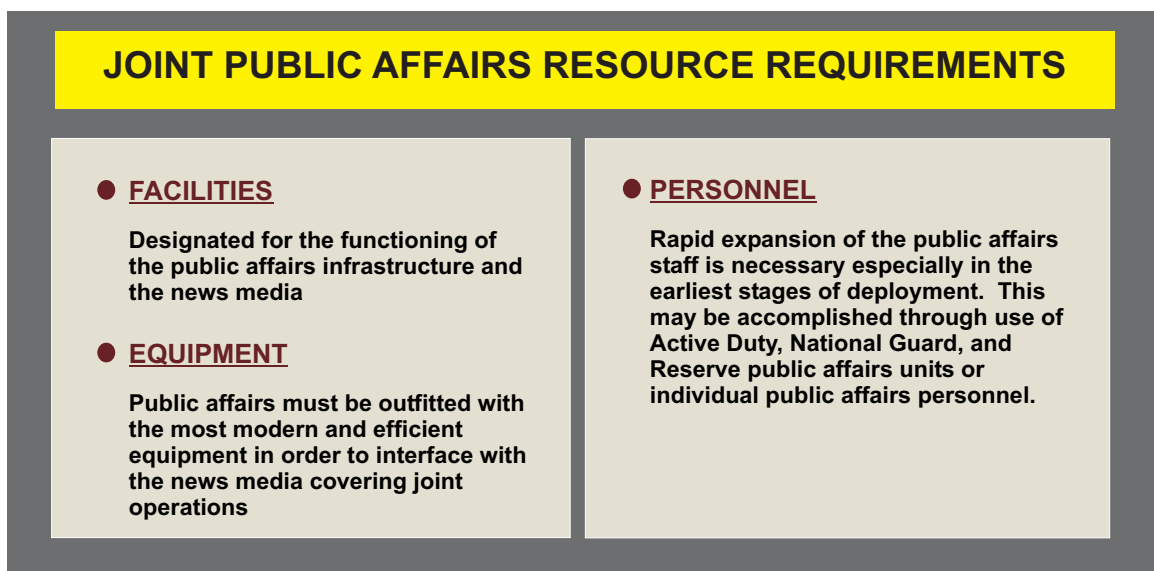 JOINT PUBLIC AFFAIRS RESOURCE REQUIREMENTS
FACILITIES
Designated for the functioning of
the public affairs infrastructure and
the news media
EQUIPMENT
Public affairs must be outfitted with
the most modern and efficient
equipment in order to interface with
the news media covering joint
operations
PERSONNEL
Rapid expansion of the public affairs
staff is necessary especially in the
earliest stages of deployment.  This
may be accomplished through use of
Active Duty, National Guard, and
Reserve public affairs units or
individual public affairs personnel.